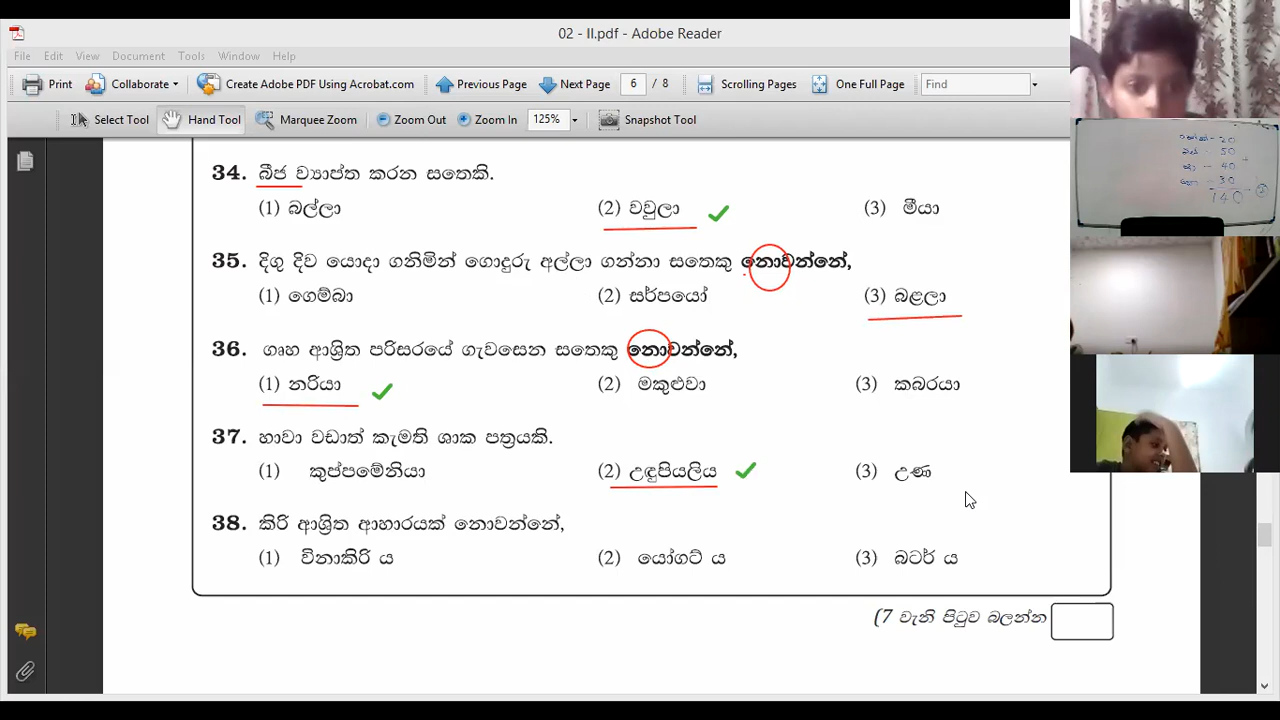 02 - II.pdf - Adobe Reader
File Edit View Document Tools Window Help
Print Collaborate Create Adobe PDF Using Acrobat.com Previous Page Next Page 6 / 8 Scrolling Pages One Full Page Find
Select Tool Hand Tool Marquee Zoom Zoom Out Zoom In 125% Snapshot Tool
34. බීජ ව්‍යාප්ත කරන සතෙකි.
(1) බල්ලා (2) වවුලා (3) මීයා
35. දිගු දිව යොදා ගනිමින් ගොදුරු අල්ලා ගන්නා සතෙකු නොවන්නේ,
(1) ගෙම්බා (2) සර්පයෝ (3) බළලා
36. ගෘහ ආශ්‍රිත පරිසරයේ ගැවසෙන සතෙකු නොවන්නේ,
(1) නරියා (2) මකුළුවා (3) කබරයා
37. හාවා වඩාත් කැමති ශාක පත්‍රයකි.
(1) කුප්පමේනියා (2) උඳුපියලිය (3) උණ
38. කිරි ආශ්‍රිත ආහාරයක් නොවන්නේ,
(1) විනාකිරි ය (2) යෝගට් ය (3) බටර් ය
(7 වැනි පිටුව බලන්න
20
50
40
30
140